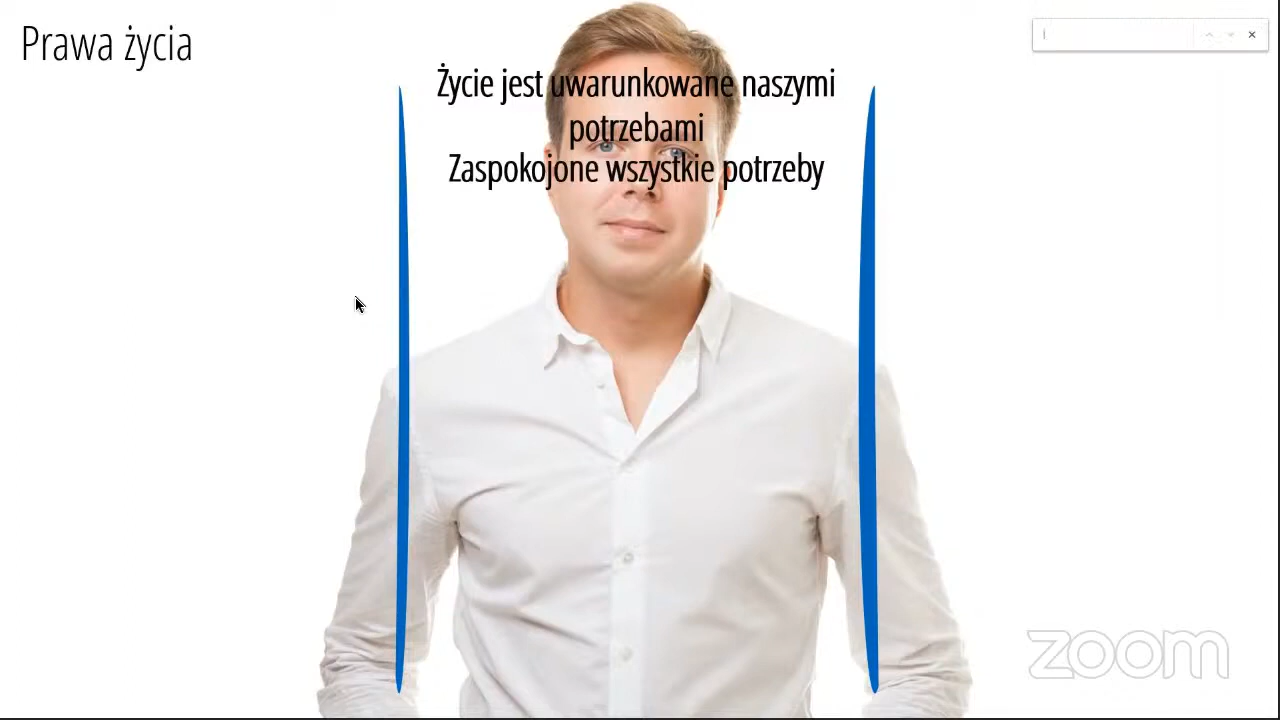 Prawa życia
Życie jest uwarunkowane naszymi
potrzebami
Zaspokojone wszystkie potrzeby
zoom